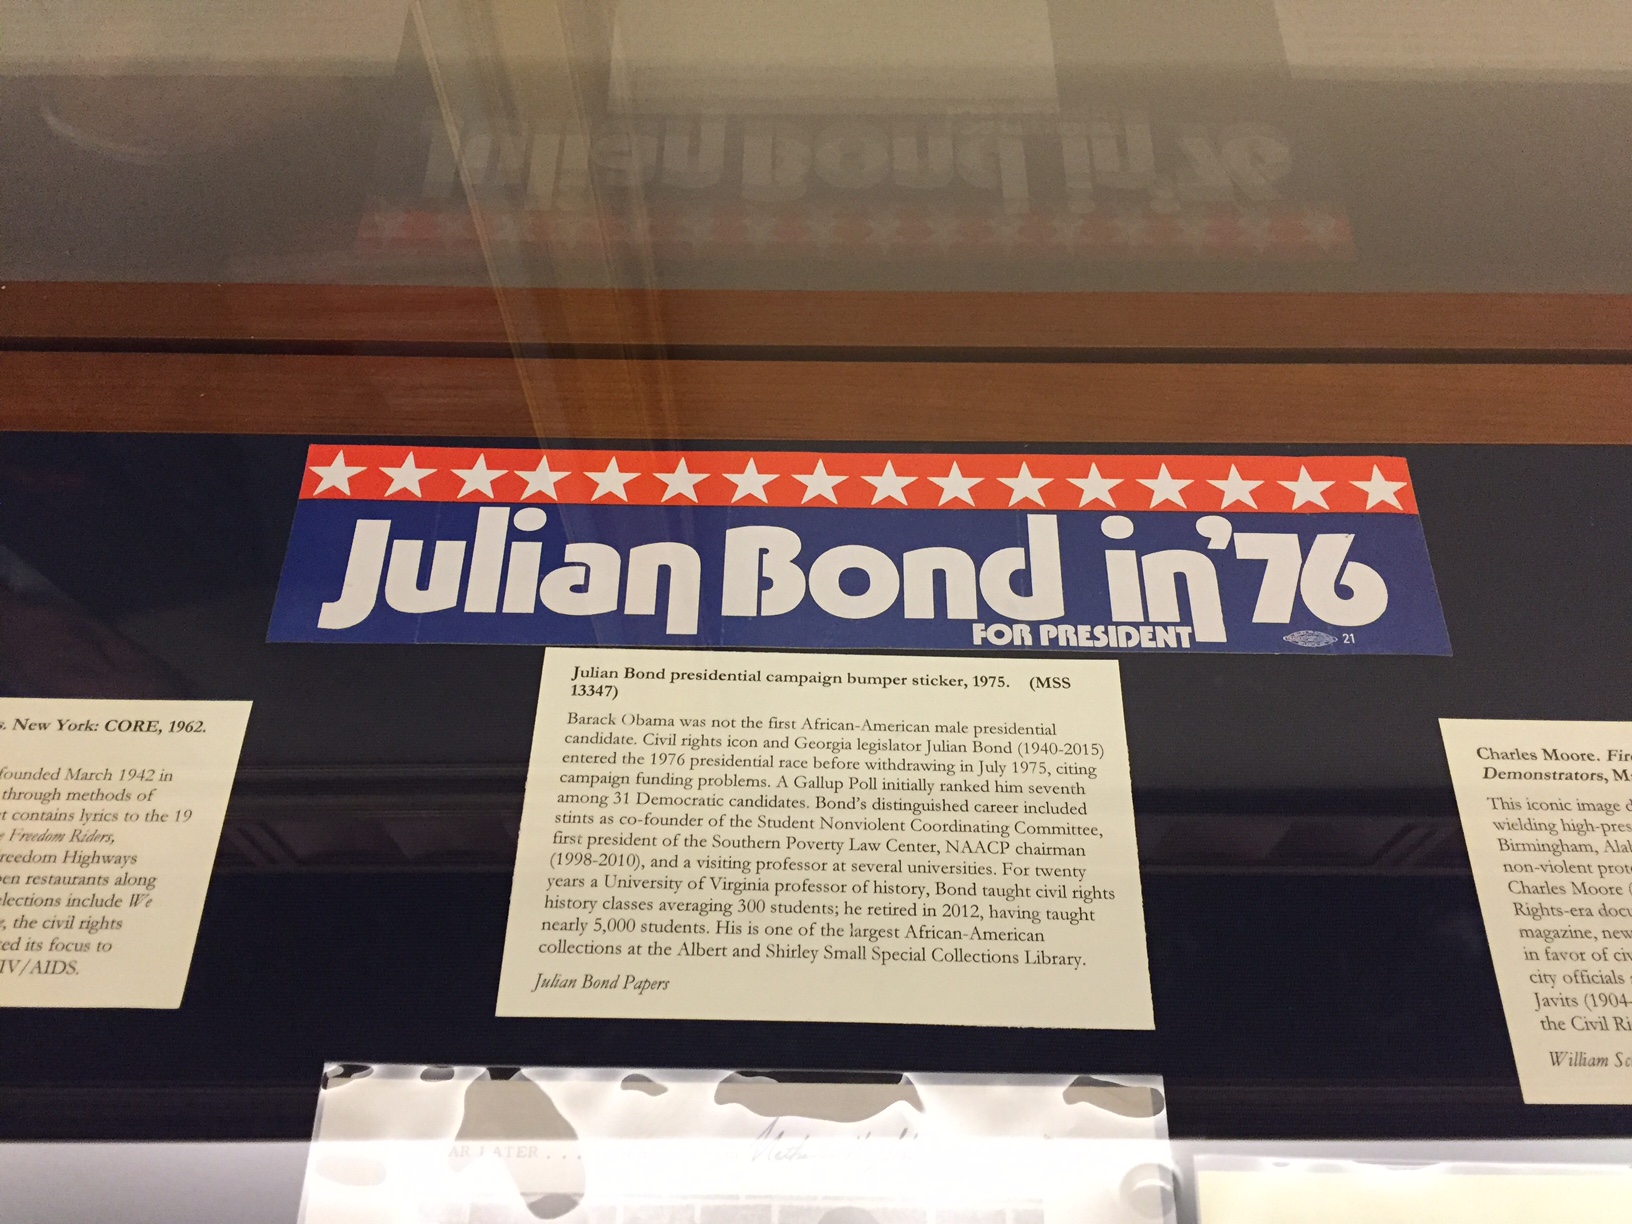 Julian Bond in '76
FOR PRESIDENT
21
Julian Bond presidential campaign bumper sticker, 1975. (MSS
13347)
Barack Obama was not the first African-American male presidential
candidate. Civil rights icon and Georgia legislator Julian Bond (1940-2015)
entered the 1976 presidential race before withdrawing in July 1975, citing
campaign funding problems. A Gallup Poll initially ranked him seventh
among 31 Democratic candidates. Bond's distinguished career included
stints as co-founder of the Student Nonviolent Coordinating Committee,
first president of the Southern Poverty Law Center, NAACP chairman
(1998-2010), and a visiting professor at several universities. For twenty
years a University of Virginia professor of history, Bond taught civil rights
history classes averaging 300 students; he retired in 2012, having taught
nearly 5,000 students. His is one of the largest African-American
collections at the Albert and Shirley Small Special Collections Library.
Julian Bond Papers
s. New York: CORE, 1962.
founded March 1942 in
through methods of
contains lyrics to the 19
Freedom Riders,
Freedom Highways
restaurants along
include We
, the civil rights
its focus to
IV/AIDS.
Charles Moore. Fire
Demonstrators,
This iconic image
wielding high-pres
Birmingham, Alab
non-violent prote
Charles Moore (
Rights-era docu
magazine, new
in favor of civ
city officials
Javits (1904-
the Civil Ri
William Sc
AR LATER...